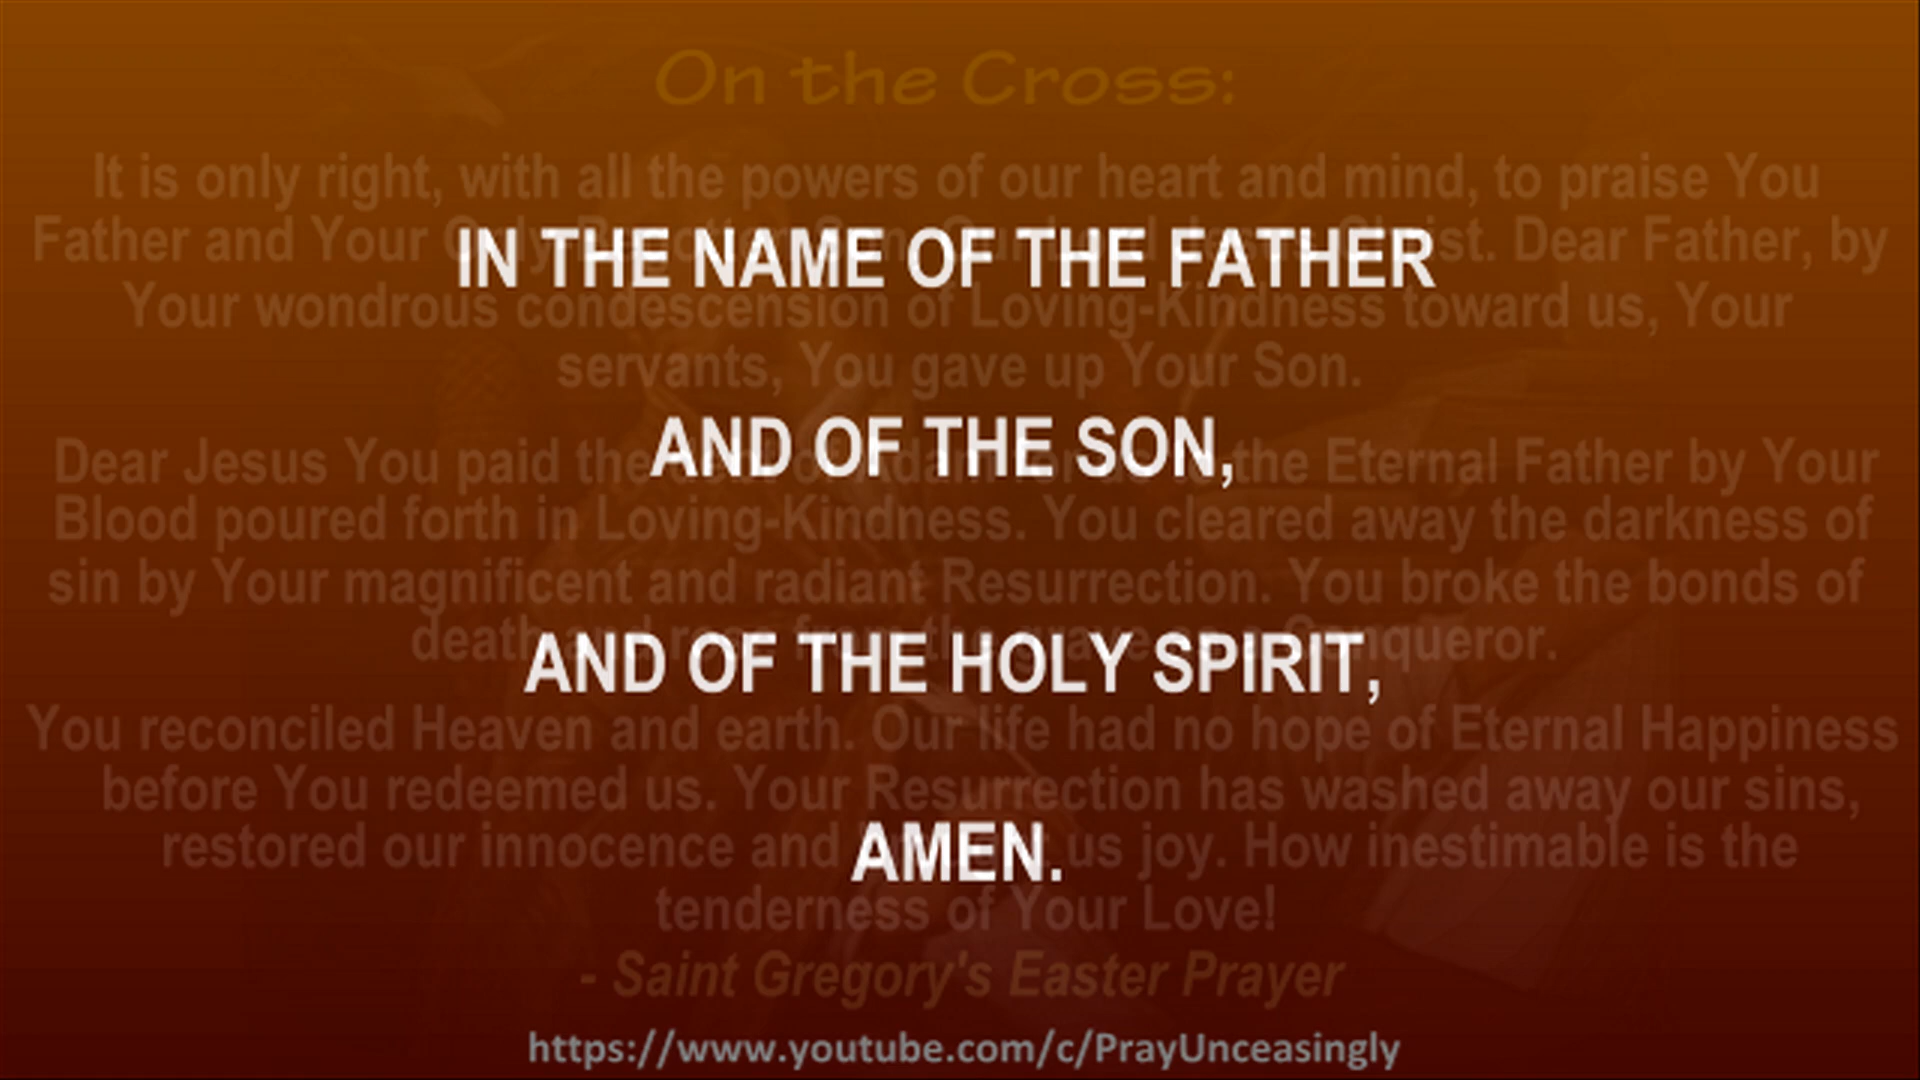 On the Cross:
It is only right, with all the powers of our heart and mind, to praise You
IN THE NAME OF THE FATHER
Father and Your Christ. Dear Father, by
Your wondrous condescension of Loving-Kindness toward us, Your
servants, You gave up Your Son.
AND OF THE SON,
Dear Jesus You paid the the Eternal Father by Your
Blood poured forth in Loving-Kindness. You cleared away the darkness of
sin by Your magnificent and radiant Resurrection. You broke the bonds of
death Conqueror.
AND OF THE HOLY SPIRIT,
You reconciled Heaven and earth. Our life had no hope of Eternal Happiness
before You redeemed us. Your Resurrection has washed away our sins,
restored our innocence and us joy. How inestimable is the
AMEN.
tenderness of Your Love!
- Saint Gregory's Easter Prayer
https://www.youtube.com/c/PrayUnceasingly